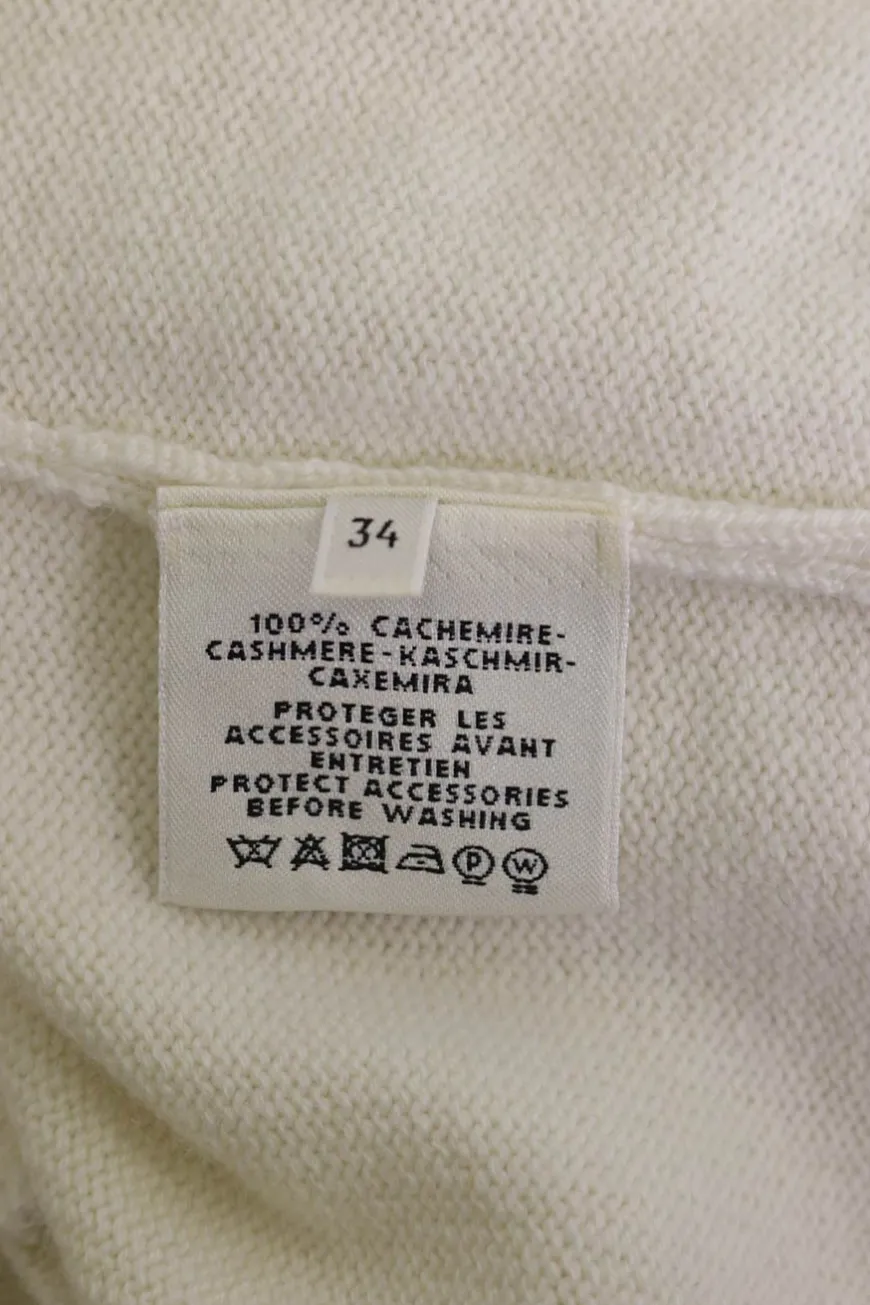 34
100% CACHEMIRE-
CASHMERE-KASCHMIR-
CAXEMIRA
PROTEGER LES
ACCESSOIRES AVANT
ENTRETIEN
PROTECT ACCESSORIES
BEFORE WASHING
P W